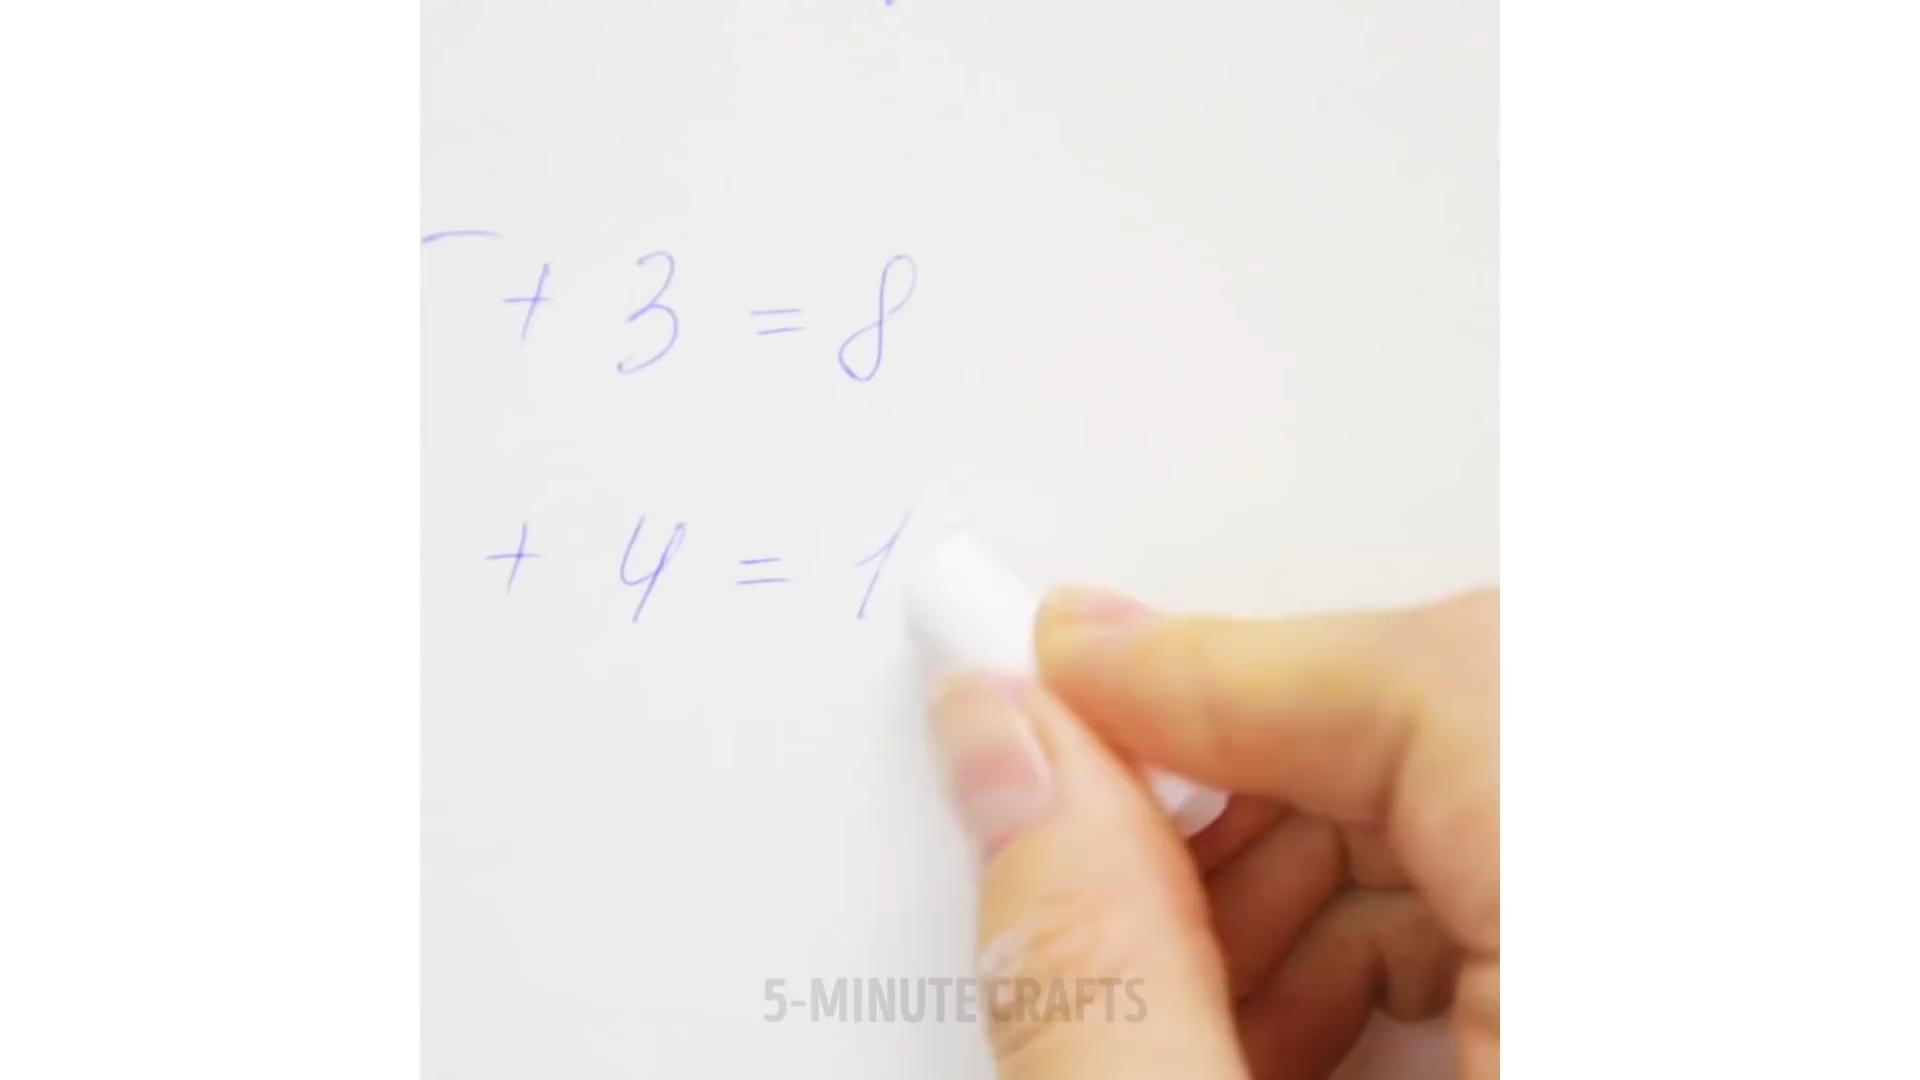 + 3 = 8
+ 4 = 1
5-MINUTE CRAFTS